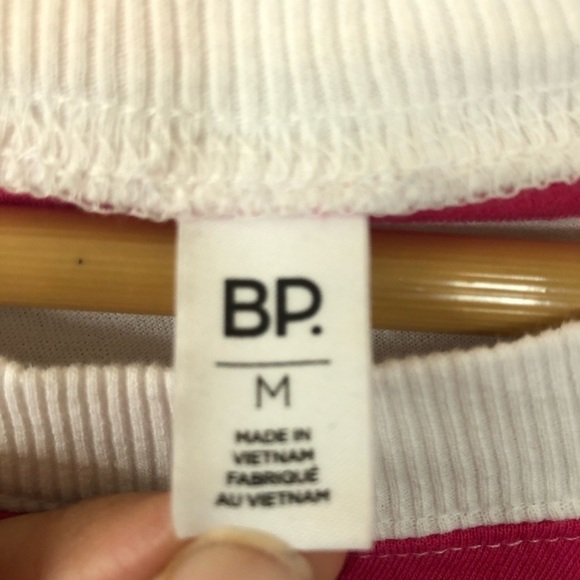 BP.
M
MADE IN
VIETNAM
FABRIQUÉ
AU VIETNAM